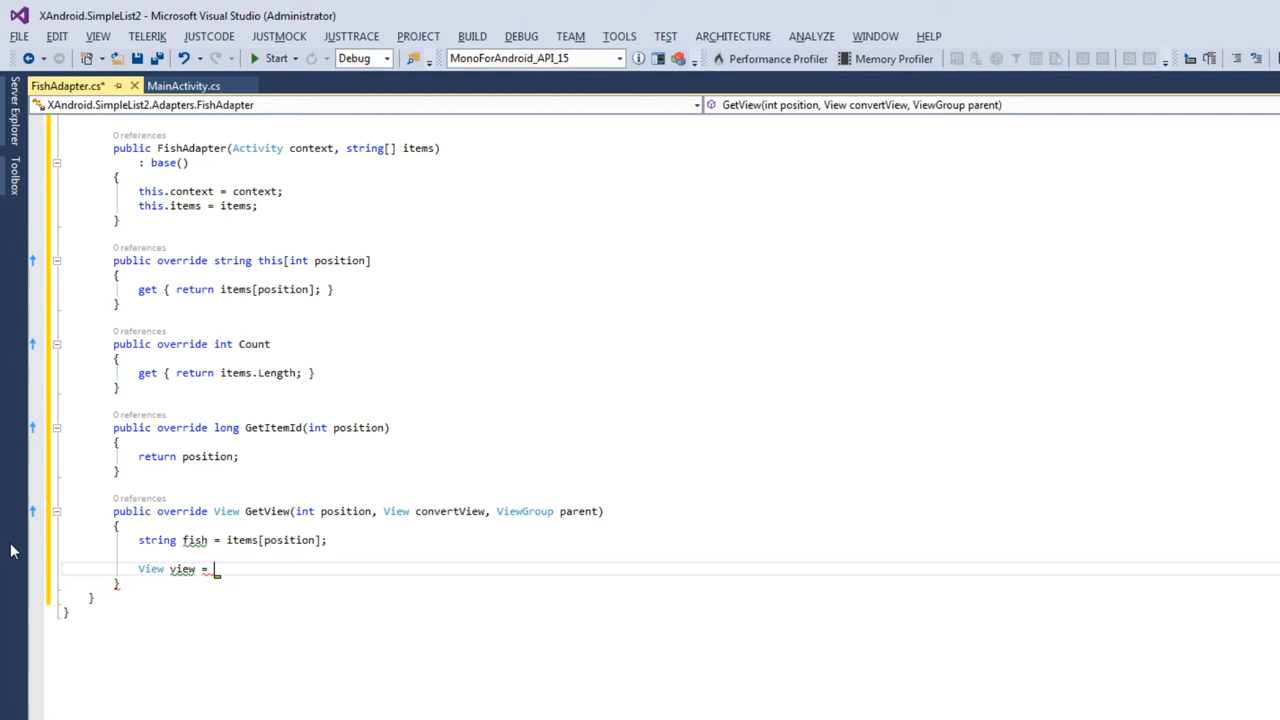 XAndroid.SimpleList2 - Microsoft Visual Studio (Administrator)
FILE EDIT VIEW TELERIK JUSTCODE JUSTMOCK JUSTTRACE PROJECT BUILD DEBUG TEAM TOOLS TEST ARCHITECTURE ANALYZE WINDOW HELP
Start Debug MonoForAndroid_API_15 Performance Profiler Memory Profiler
FishAdapter.cs* MainActivity.cs
XAndroid.SimpleList2.Adapters.FishAdapter GetView(int position, View convertView, ViewGroup parent)
Server Explorer
Toolbox
0 references
public FishAdapter(Activity context, string[] items)
: base()
{
this.context = context;
this.items = items;
}
0 references
public override string this[int position]
{
get { return items[position]; }
}
0 references
public override int Count
{
get { return items.Length; }
}
0 references
public override long GetItemId(int position)
{
return position;
}
0 references
public override View GetView(int position, View convertView, ViewGroup parent)
{
string fish = items[position];
View view =
}
}
}